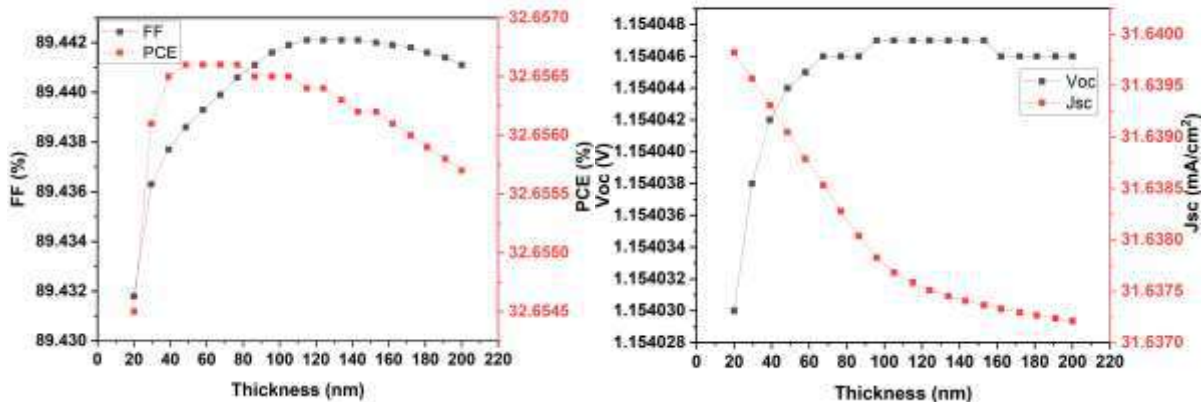 FF
PCE
89.442
89.440
89.438
89.436
89.434
89.432
89.430
FF (%)
0 20 40 60 80 100 120 140 160 180 200 220
Thickness (nm)
32.6570
32.6565
32.6560
32.6555
32.6550
32.6545
PCE (%)
Voc (V)
1.154048
1.154046
1.154044
1.154042
1.154040
1.154038
1.154036
1.154034
1.154032
1.154030
1.154028
Voc
Jsc
0 20 40 60 80 100 120 140 160 180 200 220
Thickness (nm)
31.6400
31.6395
31.6390
31.6385
31.6380
31.6375
31.6370
Jsc (mA/cm²)